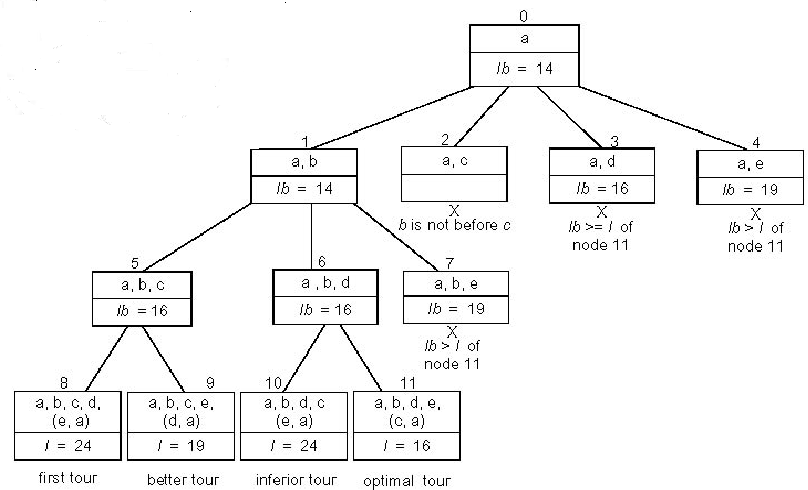 0
a
lb = 14
1
a, b
lb = 14
2
a, c
X
b is not before c
3
a, d
lb = 16
X
lb >= l of
node 11
4
a, e
lb = 19
X
lb > l of
node 11
5
a, b, c
lb = 16
6
a , b, d
lb = 16
7
a, b, e
lb = 19
X
lb > l of
node 11
8
a, b, c, d,
(e, a)
l = 24
first tour
9
a, b, c, e,
(d, a)
l = 19
better tour
10
a, b, d, c
(e, a)
l = 24
inferior tour
11
a, b, d, e,
(c, a)
l = 16
optimal tour